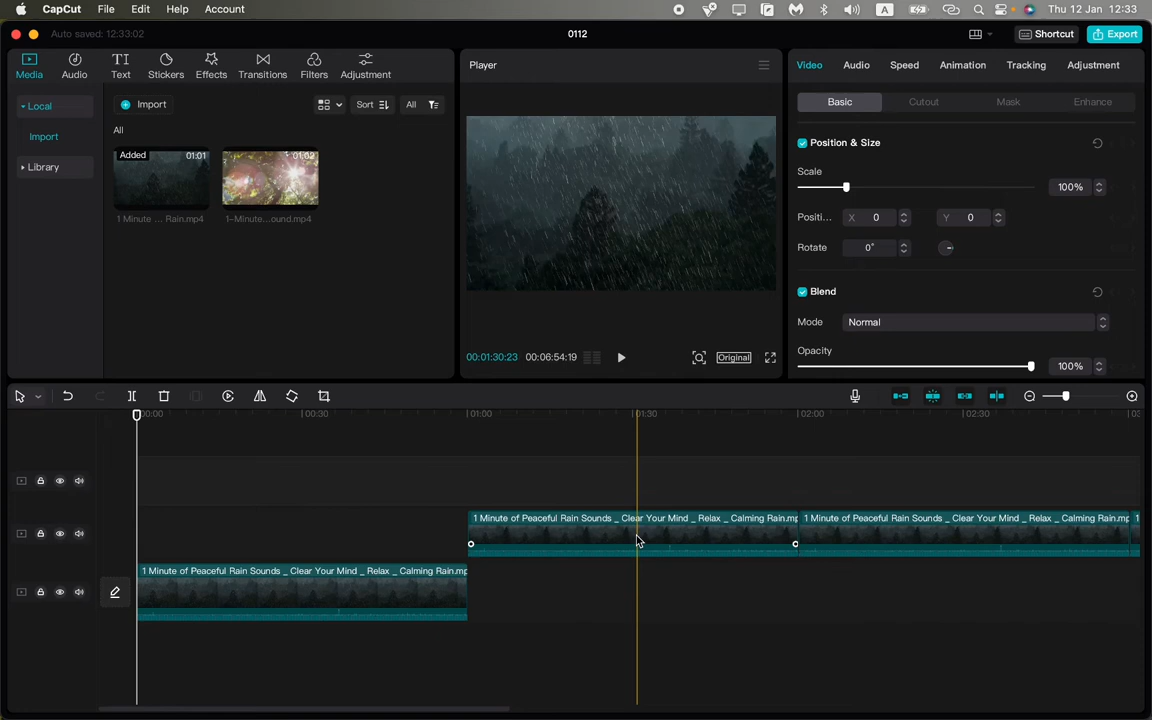 CapCut File Edit Help Account A Thu 12 Jan 12:33
Auto saved: 12:33:02 0112 Shortcut Export
Media Audio Text Stickers Effects Transitions Filters Adjustment
Local
Import
Library
Import Sort All
All
Added 01:01 01:02
1 Minute ... Rain.mp4 1-Minute...ound.mp4
Player
00:01:30:23 00:06:54:19 Original
Video Audio Speed Animation Tracking Adjustment
Basic Cutout Mask Enhance
Position & Size
Scale
100%
Positi... X 0 Y 0
Rotate 0°
Blend
Mode Normal
Opacity
100%
00:00 00:30 01:00 01:30 02:00 02:30
1 Minute of Peaceful Rain Sounds _ Clear Your Mind _ Relax _ Calming Rain.mp 1 Minute of Peaceful Rain Sounds _ Clear Your Mind _ Relax _ Calming Rain.mp 1
1 Minute of Peaceful Rain Sounds _ Clear Your Mind _ Relax _ Calming Rain.mp